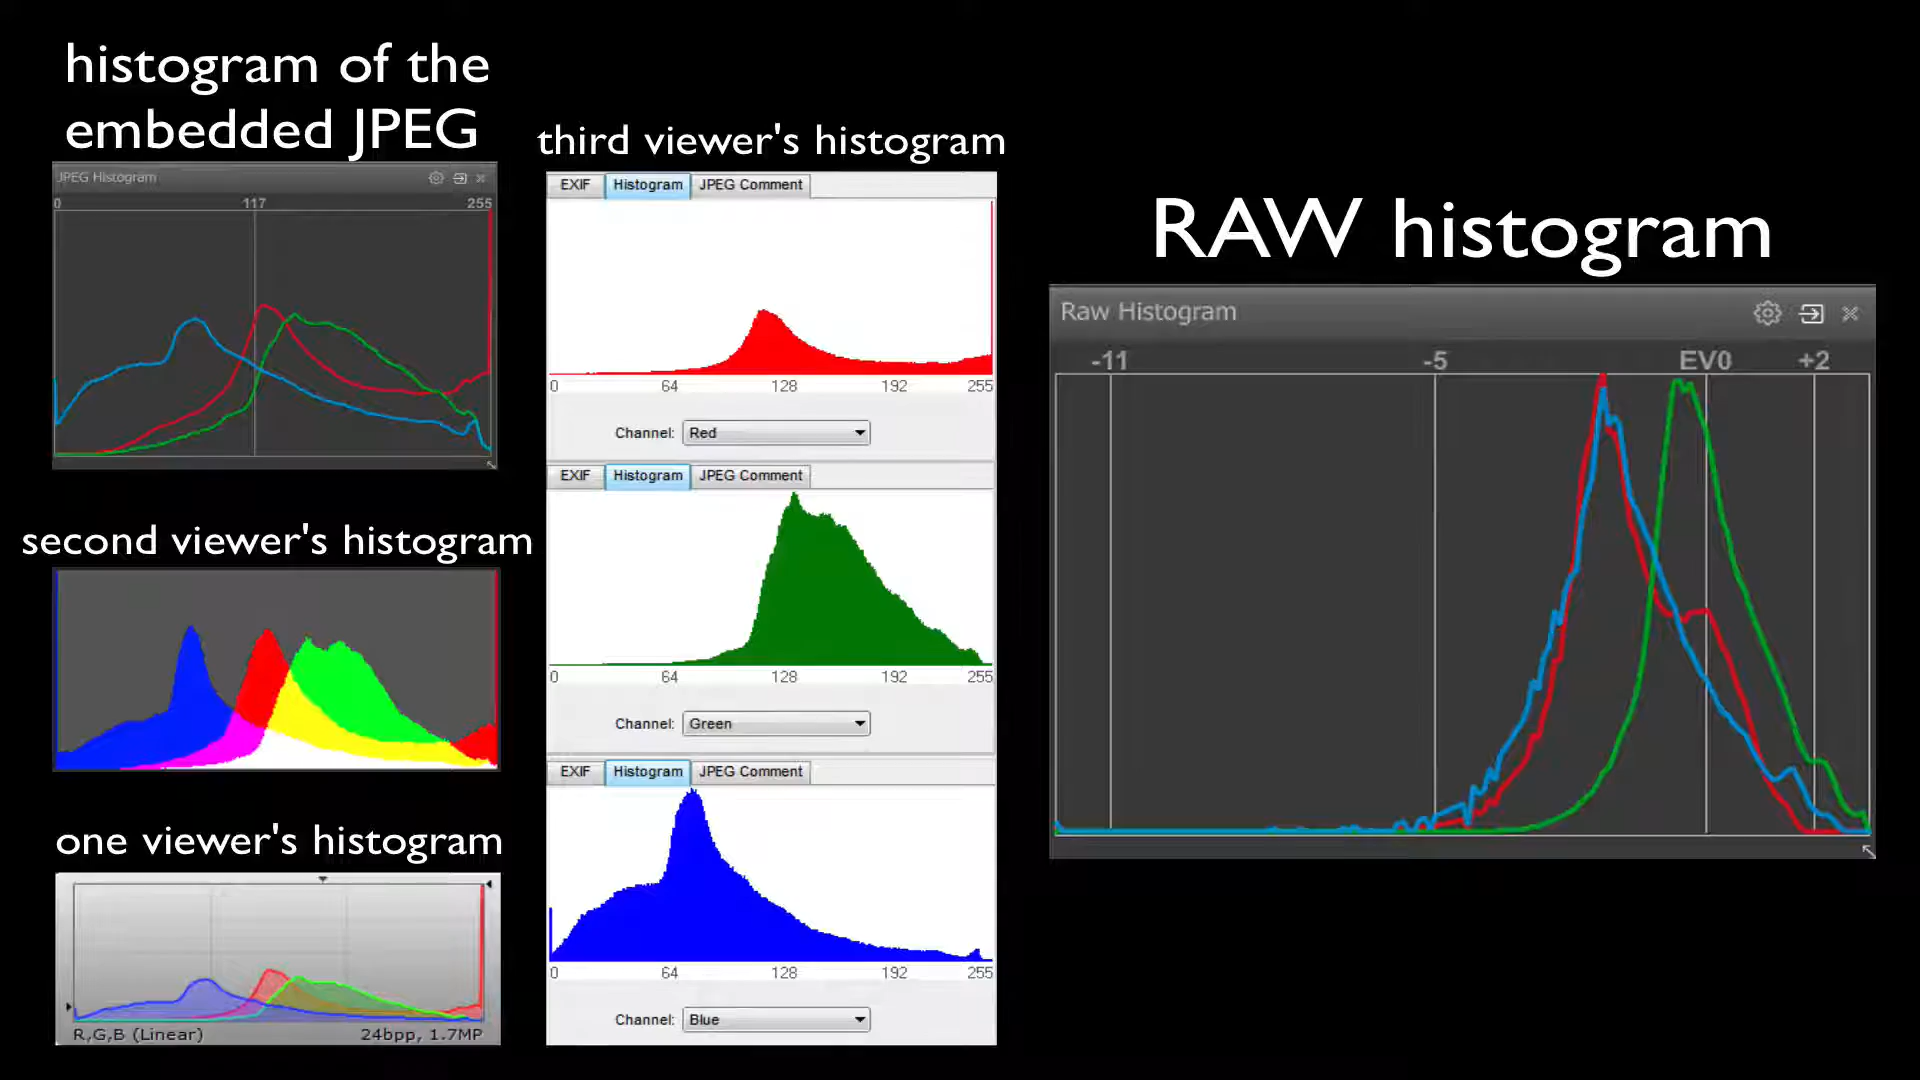 histogram of the
embedded JPEG
JPEG Histogram
0 117 255
second viewer's histogram
one viewer's histogram
R,G,B (Linear) 24bpp, 1.7MP
third viewer's histogram
EXIF Histogram JPEG Comment
0 64 128 192 255
Channel: Red
EXIF Histogram JPEG Comment
0 64 128 192 255
Channel: Green
EXIF Histogram JPEG Comment
0 64 128 192 255
Channel: Blue
RAW histogram
Raw Histogram
-11 -5 EV0 +2